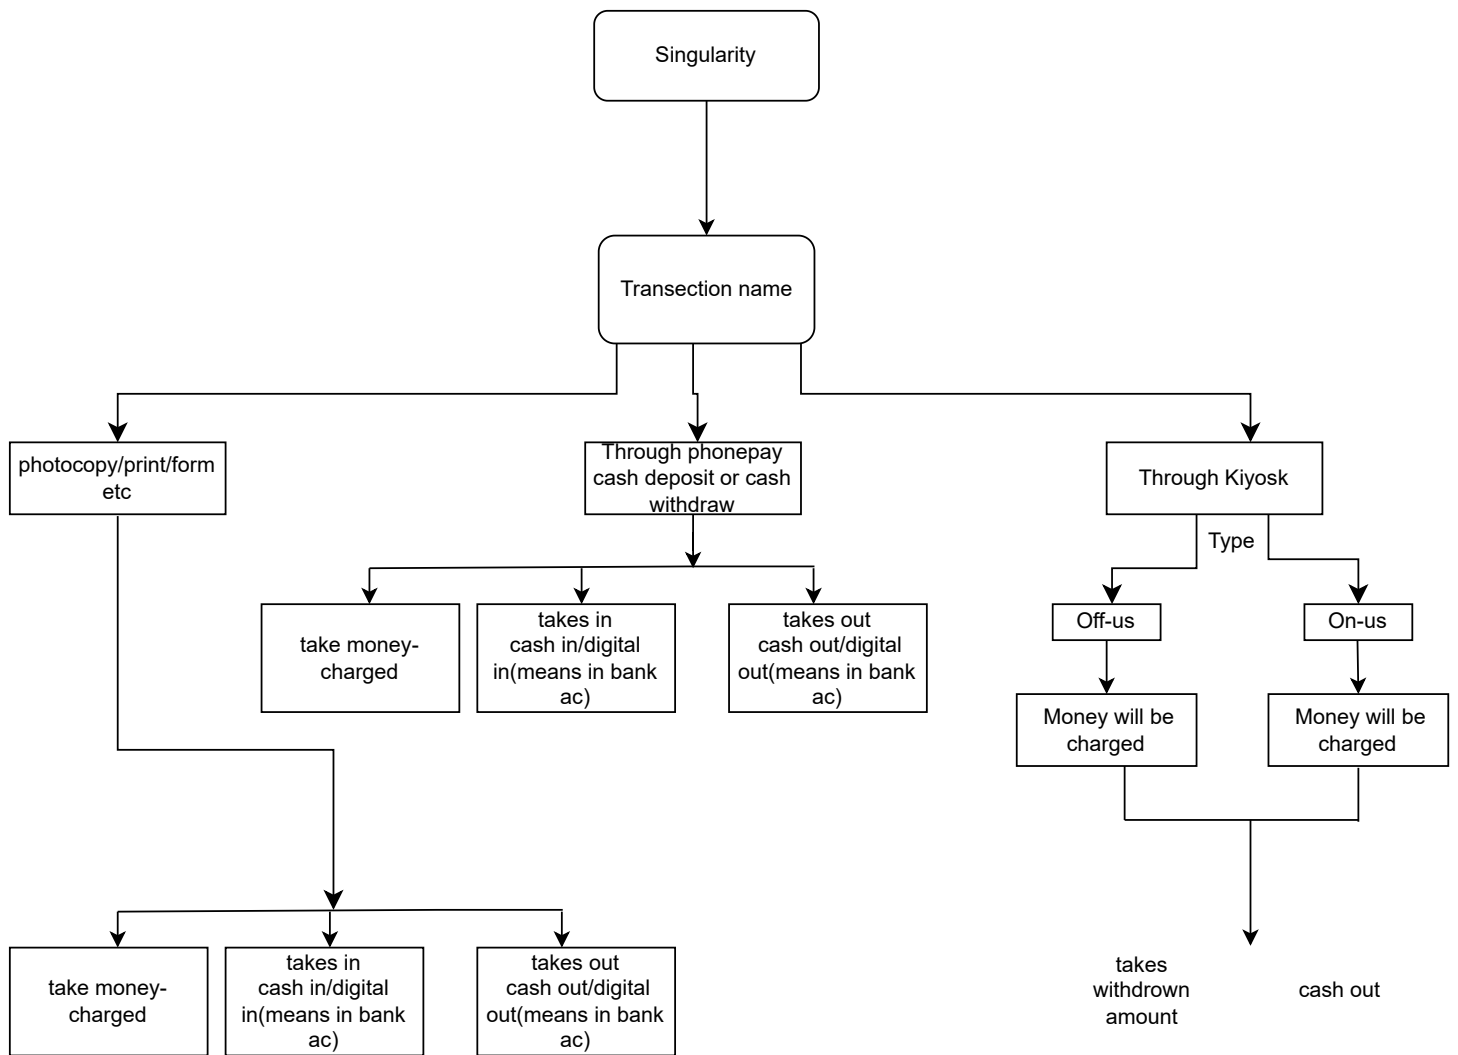 Singularity
Transection name
photocopy/print/form
etc
Through phonepay
cash deposit or cash
withdraw
Through Kiyosk
Type
Off-us
On-us
take money-
charged
takes in
cash in/digital
in(means in bank
ac)
takes out
cash out/digital
out(means in bank
ac)
Money will be
charged
Money will be
charged
take money-
charged
takes in
cash in/digital
in(means in bank
ac)
takes out
cash out/digital
out(means in bank
ac)
takes
withdrown
amount
cash out